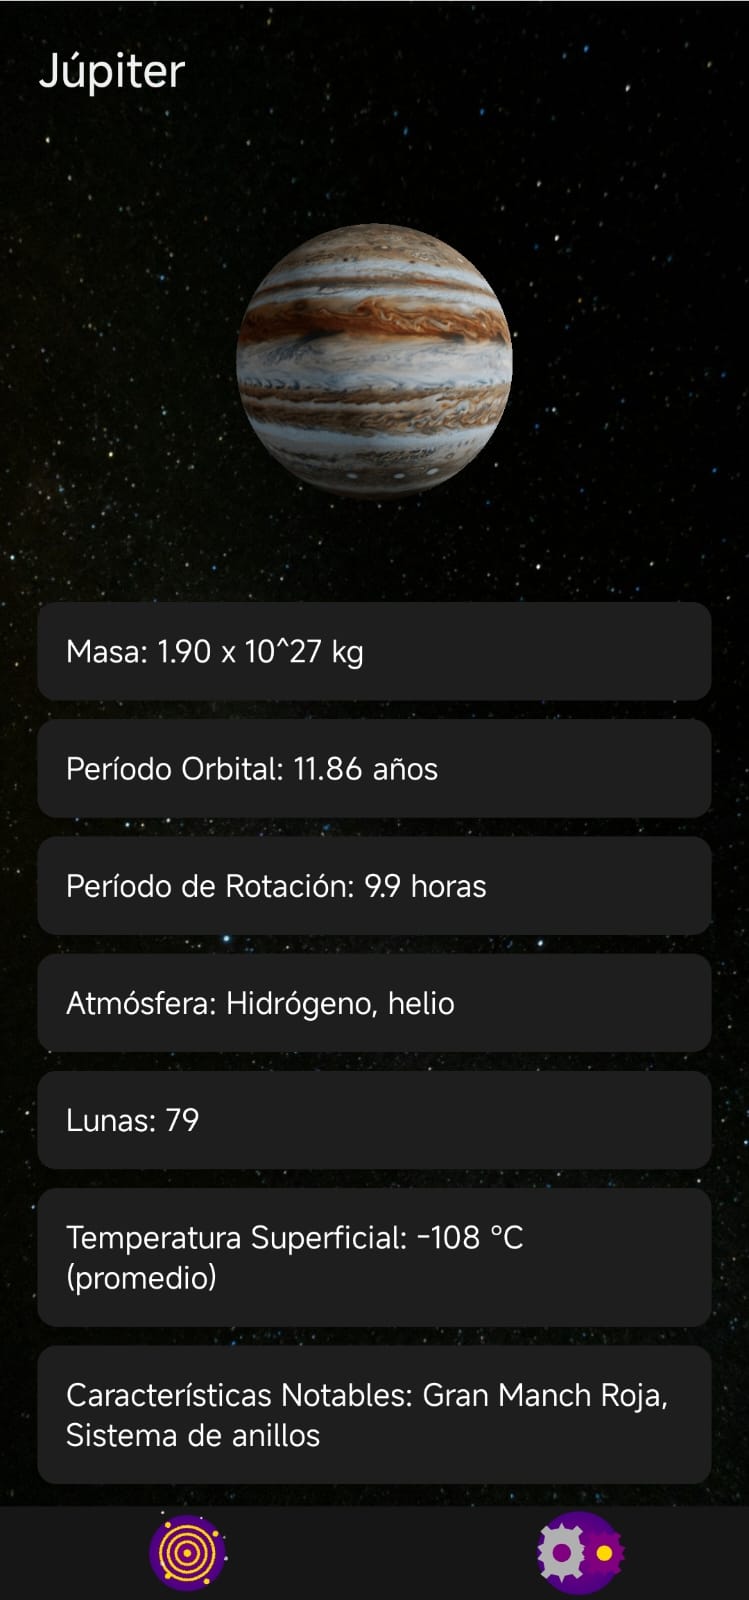 Júpiter
Masa: 1.90 x 10^27 kg
Período Orbital: 11.86 años
Período de Rotación: 9.9 horas
Atmósfera: Hidrógeno, helio
Lunas: 79
Temperatura Superficial: -108 °C
(promedio)
Características Notables: Gran Manch Roja,
Sistema de anillos